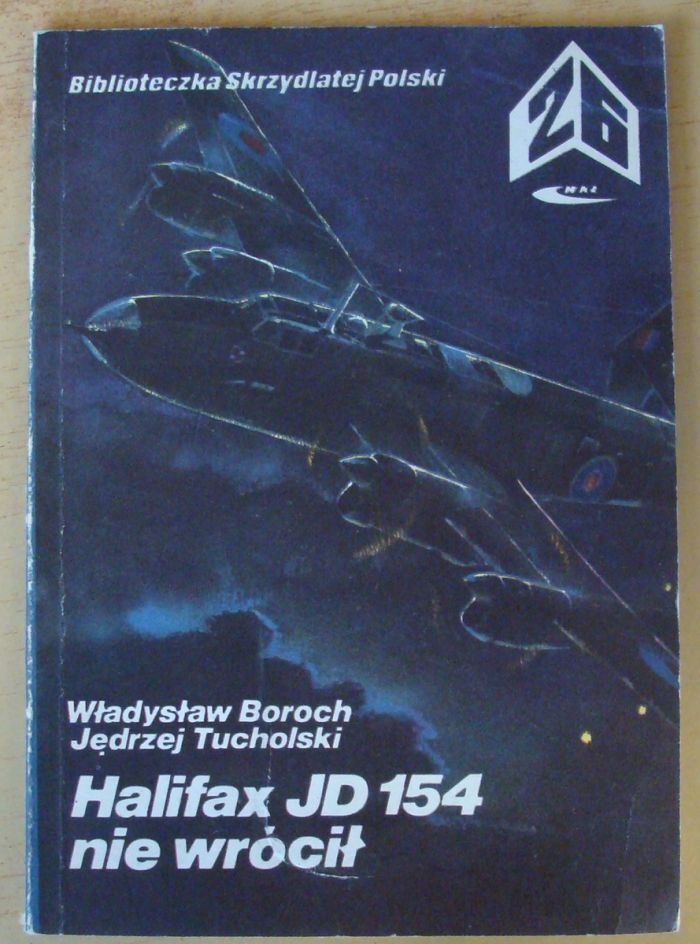 Biblioteczka Skrzydlatej Polski
26
Władysław Boroch
Jędrzej Tucholski
Halifax JD 154
nie wrócił